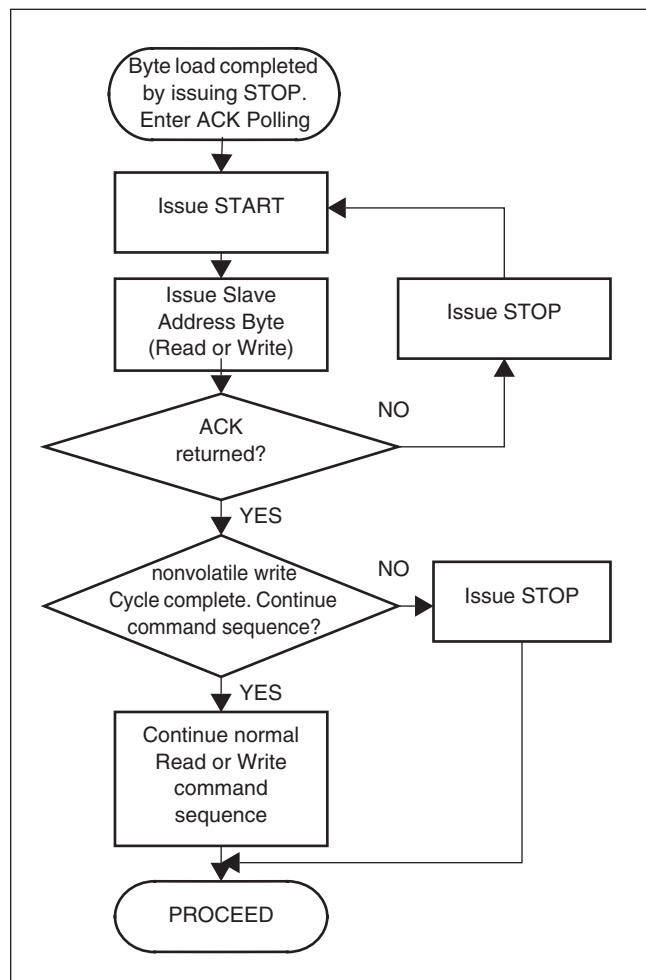 Byte load completed
by issuing STOP.
Enter ACK Polling
Issue START
Issue Slave
Address Byte
(Read or Write)
Issue STOP
ACK
returned?
NO
YES
nonvolatile write
Cycle complete. Continue
command sequence?
NO
Issue STOP
YES
Continue normal
Read or Write
command
sequence
PROCEED